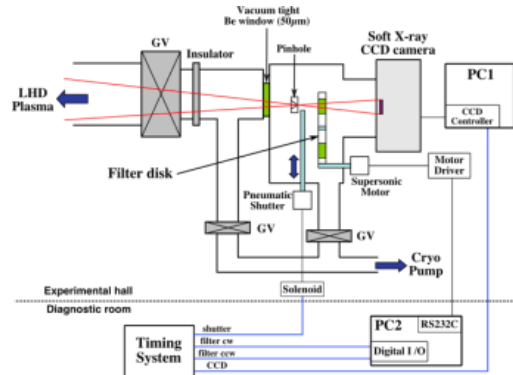 Vacuum tight
Be window (50μm)
Soft X-ray
CCD camera
GV
Insulator
Pinhole
PC1
LHD
Plasma
CCD
Controller
Filter disk
Motor
Driver
Supersonic
Motor
Pneumatic
Shutter
GV
GV
Cryo
Pump
Experimental hall
Solenoid
Diagnostic room
shutter
PC2
RS232C
Timing
System
filter cw
filter ccw
Digital I/O
CCD